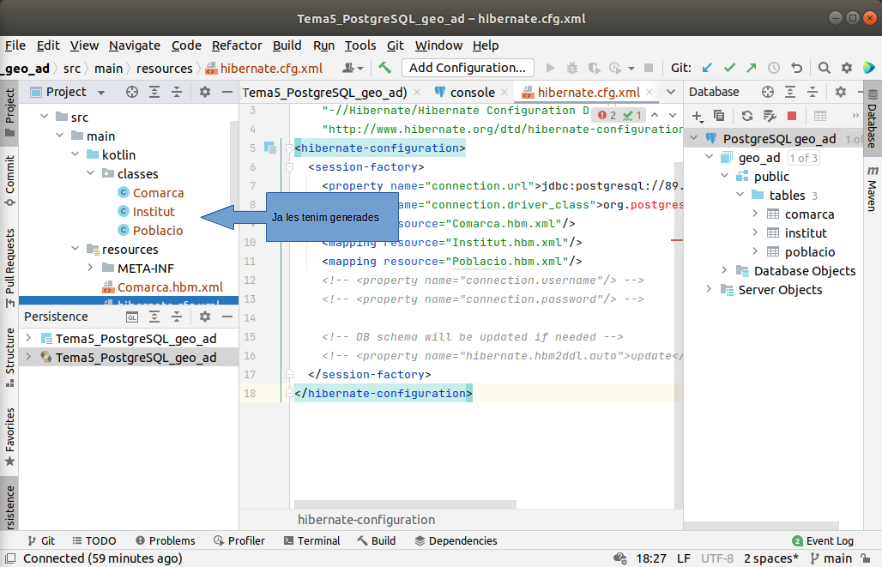 Tema5_PostgreSQL_geo_ad – hibernate.cfg.xml
File Edit View Navigate Code Refactor Build Run Tools Git Window Help
_geo_ad src main resources hibernate.cfg.xml Add Configuration... Git:
Project
Commit
Pull Requests
Structure
Favorites
rsistence
Project
src
main
kotlin
classes
Comarca
Institut
Poblacio
resources
META-INF
Comarca.hbm.xml
hibernate.cfg.xml
Persistence
Tema5_PostgreSQL_geo_ad
Tema5_PostgreSQL_geo_ad
Ja les tenim generades
Tema5_PostgreSQL_geo_ad) console hibernate.cfg.xml
2 1
3 "-//Hibernate/Hibernate Configuration D
4 "http://www.hibernate.org/dtd/hibernate-configuration
5 <hibernate-configuration>
6 <session-factory>
7 <property name="connection.url">jdbc:postgresql://89.
8 ame="connection.driver_class">org.postgres
esource="Comarca.hbm.xml"/>
10 <mapping resource="Institut.hbm.xml"/>
11 <mapping resource="Poblacio.hbm.xml"/>
12 <!-- <property name="connection.username"/> -->
13 <!-- <property name="connection.password"/> -->
14
15 <!-- DB schema will be updated if needed -->
16 <!-- <property name="hibernate.hbm2ddl.auto">update</
17 </session-factory>
18 </hibernate-configuration>
hibernate-configuration
Database
PostgreSQL geo_ad 1 of
geo_ad 1 of 3
public
tables 3
comarca
institut
poblacio
Database Objects
Server Objects
Database
m Maven
Git TODO Problems Profiler Terminal Build Dependencies 2 Event Log
Connected (59 minutes ago) 18:27 LF UTF-8 2 spaces* main